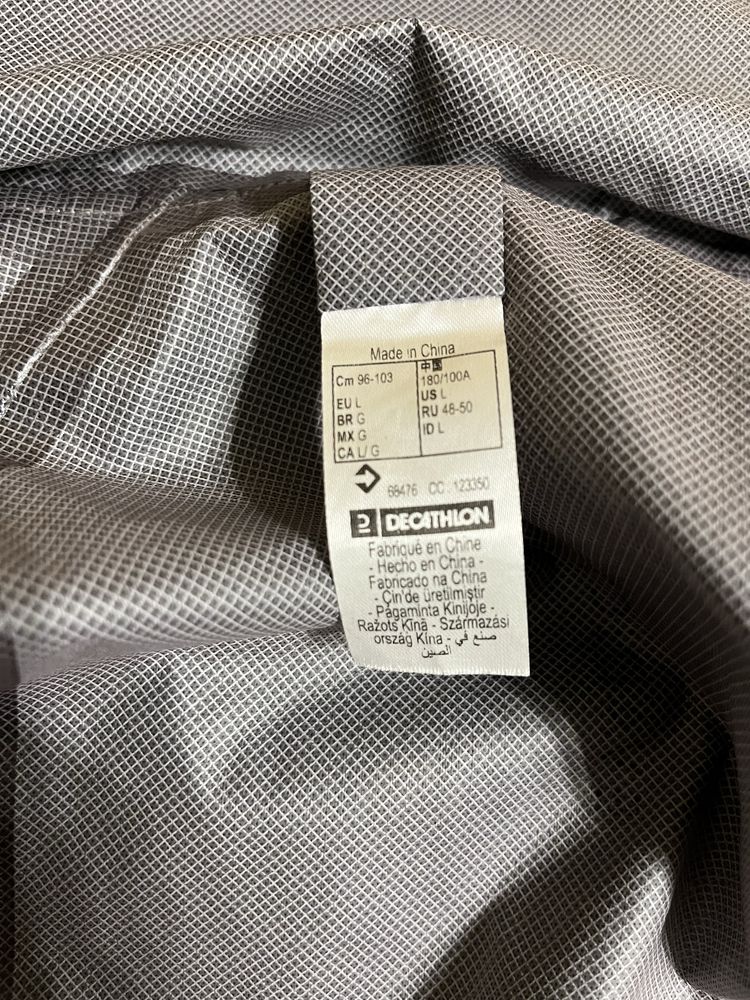 Made in China
Cm 96-103
EU L
BR G
MX G
CA L/ G
中国
180/100A
US L
RU 48-50
ID L
68476 CC : 123350
DECATHLON
Fabriqué en Chine
- Hecho en China -
Fabricado na China
- Çin'de üretilmiştir
- Pagaminta Kinijoje -
Ražots Ķīnā - Származási
ország Kína - صنع في
الصين